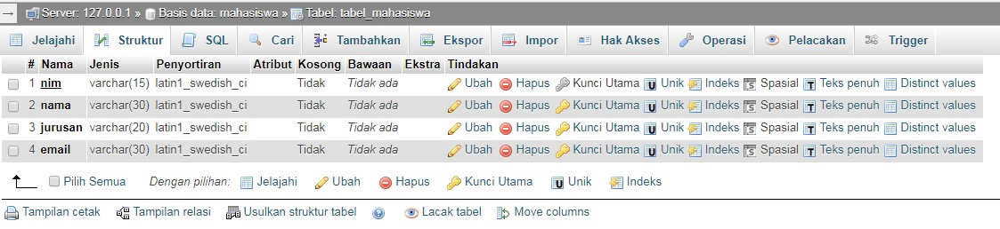 Server: 127.0.0.1 » Basis data: mahasiswa » Tabel: tabel_mahasiswa
Jelajahi Struktur SQL Cari Tambahkan Ekspor Impor Hak Akses Operasi Pelacakan Trigger
# Nama Jenis Penyortiran Atribut Kosong Bawaan Ekstra Tindakan
1 nim varchar(15) latin1_swedish_ci Tidak Tidak ada Ubah Hapus Kunci Utama Unik Indeks Spasial Teks penuh Distinct values
2 nama varchar(30) latin1_swedish_ci Tidak Tidak ada Ubah Hapus Kunci Utama Unik Indeks Spasial Teks penuh Distinct values
3 jurusan varchar(20) latin1_swedish_ci Tidak Tidak ada Ubah Hapus Kunci Utama Unik Indeks Spasial Teks penuh Distinct values
4 email varchar(30) latin1_swedish_ci Tidak Tidak ada Ubah Hapus Kunci Utama Unik Indeks Spasial Teks penuh Distinct values
Pilih Semua Dengan pilihan: Jelajahi Ubah Hapus Kunci Utama Unik Indeks
Tampilan cetak Tampilan relasi Usulkan struktur tabel Lacak tabel Move columns